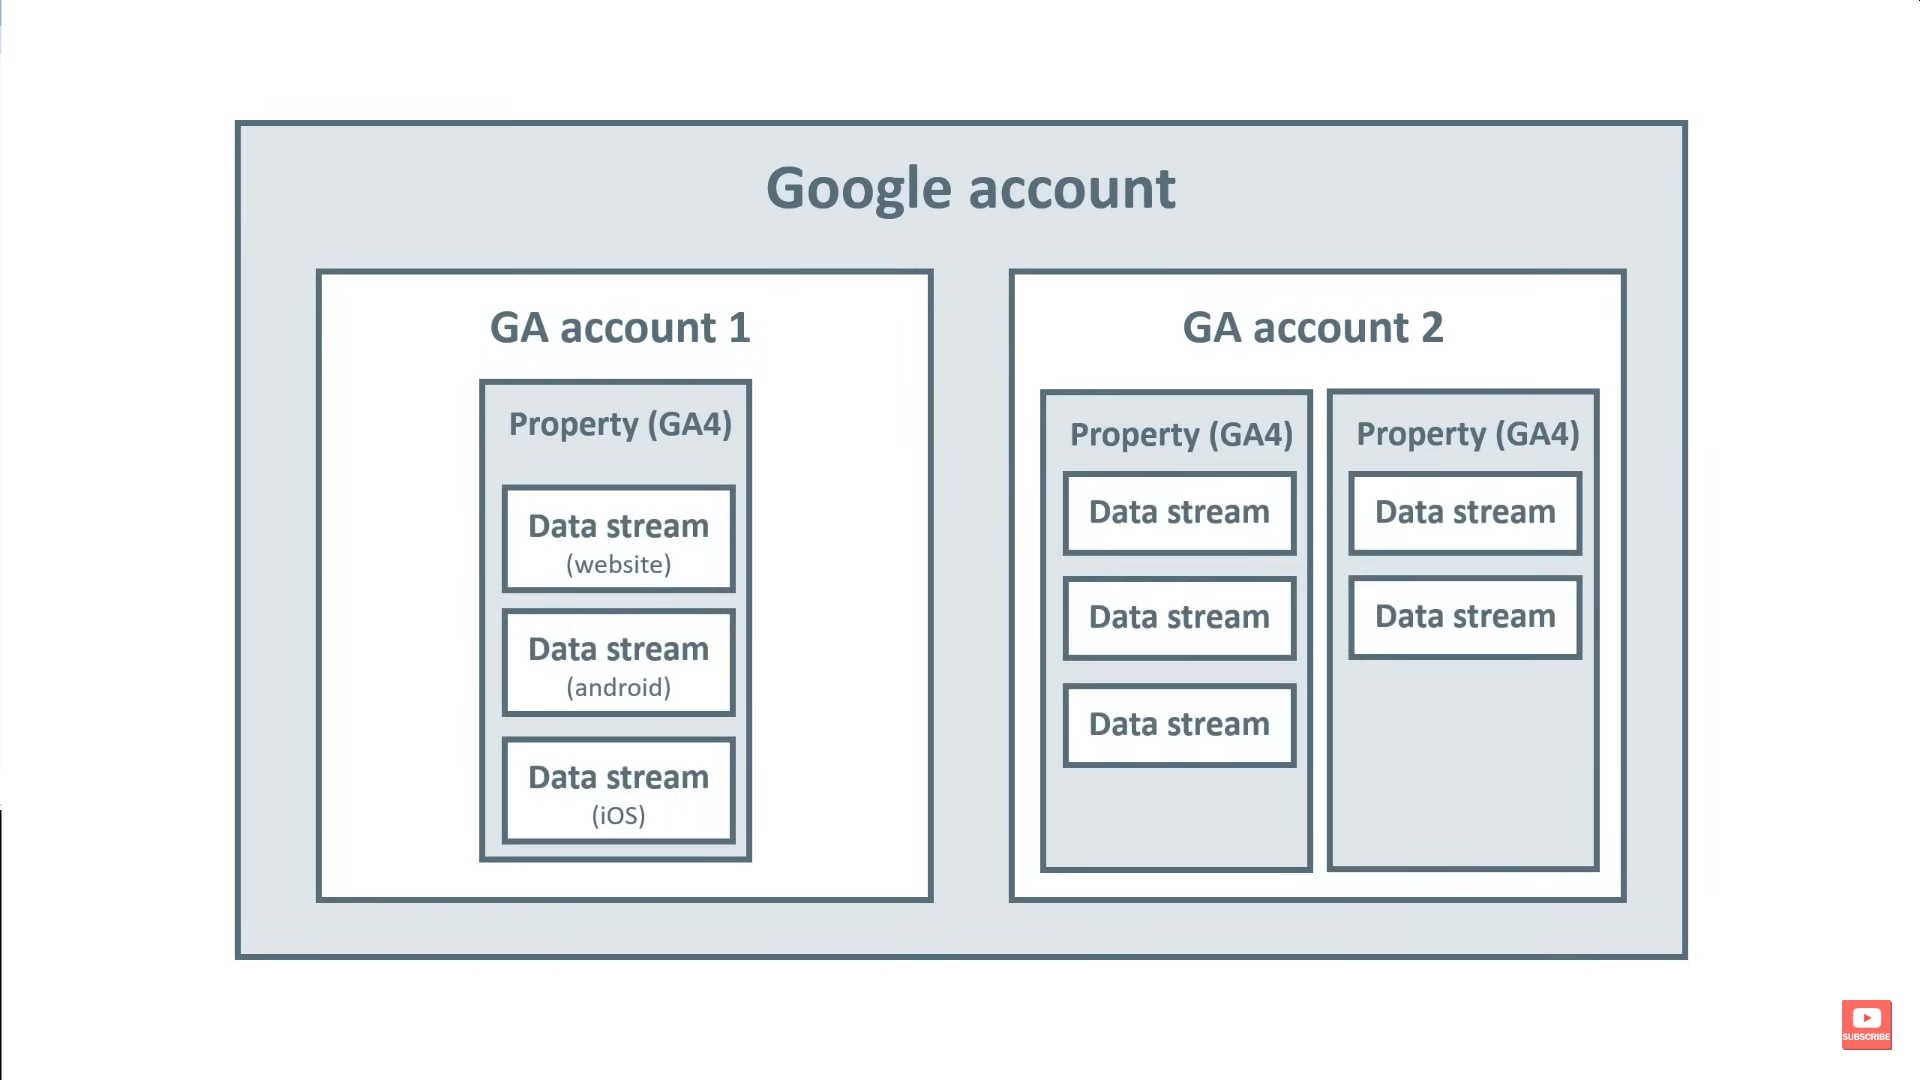 Google account
GA account 1
Property (GA4)
Data stream
(website)
Data stream
(android)
Data stream
(iOS)
GA account 2
Property (GA4)
Data stream
Data stream
Data stream
Property (GA4)
Data stream
Data stream
SUBSCRIBE